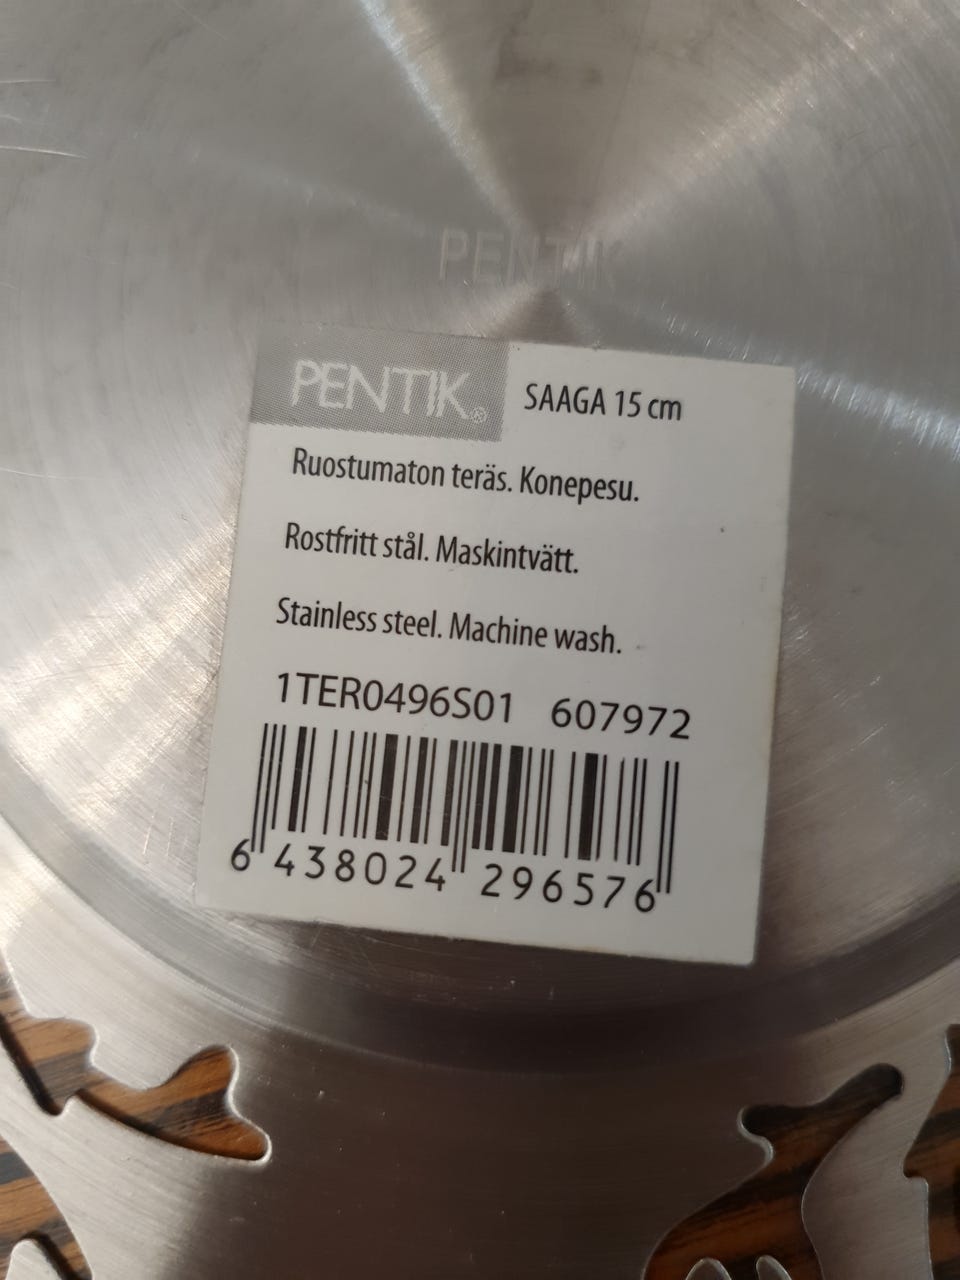 PENTIK
PENTIK® SAAGA 15 cm
Ruostumaton teräs. Konepesu.
Rostfritt stål. Maskintvätt.
Stainless steel. Machine wash.
1TER0496S01 607972
6 438024 296576